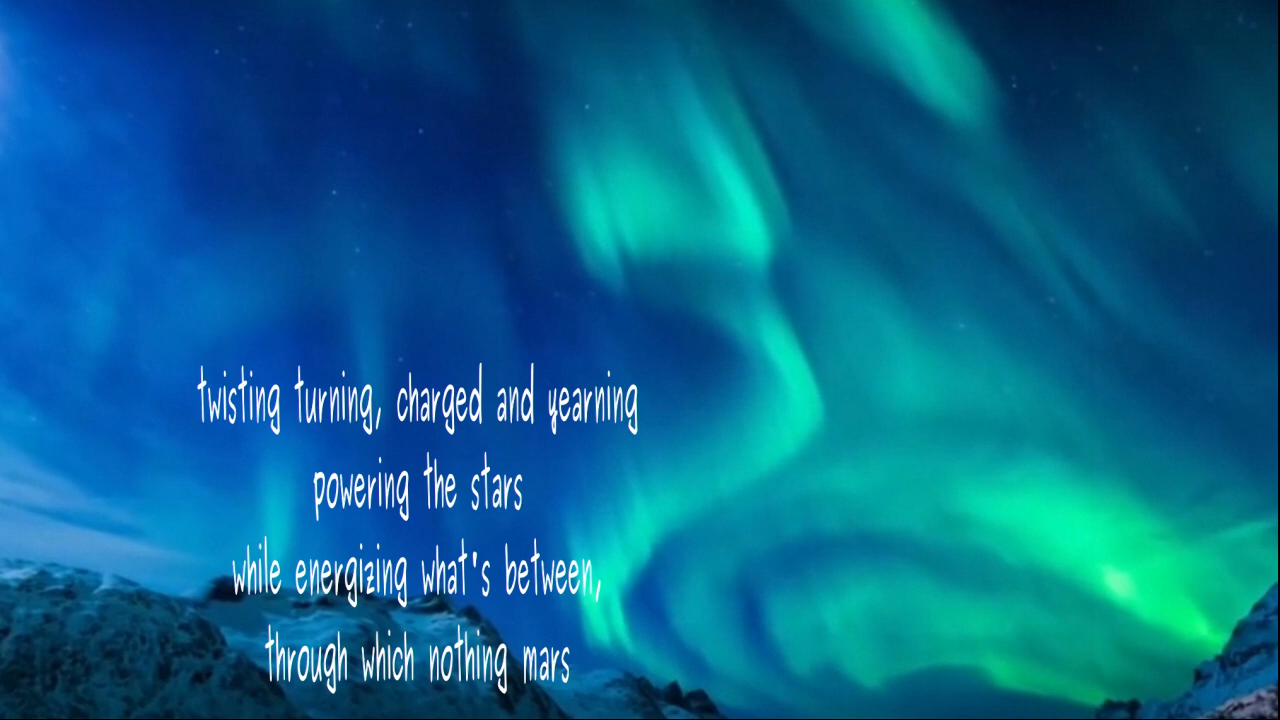 twisting turning, charged and yearning
powering the stars
while energizing what's between,
through which nothing mars